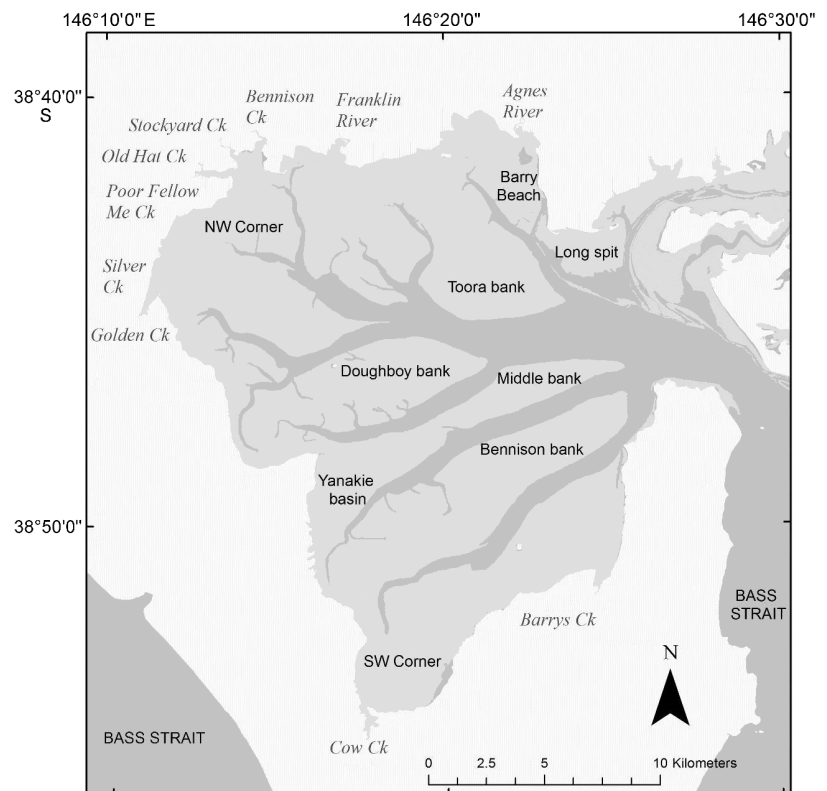 146°10'0" E
146°20'0"
146°30'0"
38°40'0"
S
Bennison
Ck
Franklin
River
Agnes
River
Stockyard Ck
Old Hat Ck
Poor Fellow
Me Ck
Barry
Beach
NW Corner
Long spit
Silver
Ck
Toora bank
Golden Ck
Doughboy bank
Middle bank
Bennison bank
Yanakie
basin
38°50'0"
BASS
STRAIT
Barrys Ck
N
SW Corner
BASS STRAIT
Cow Ck
0 2.5 5 10 Kilometers